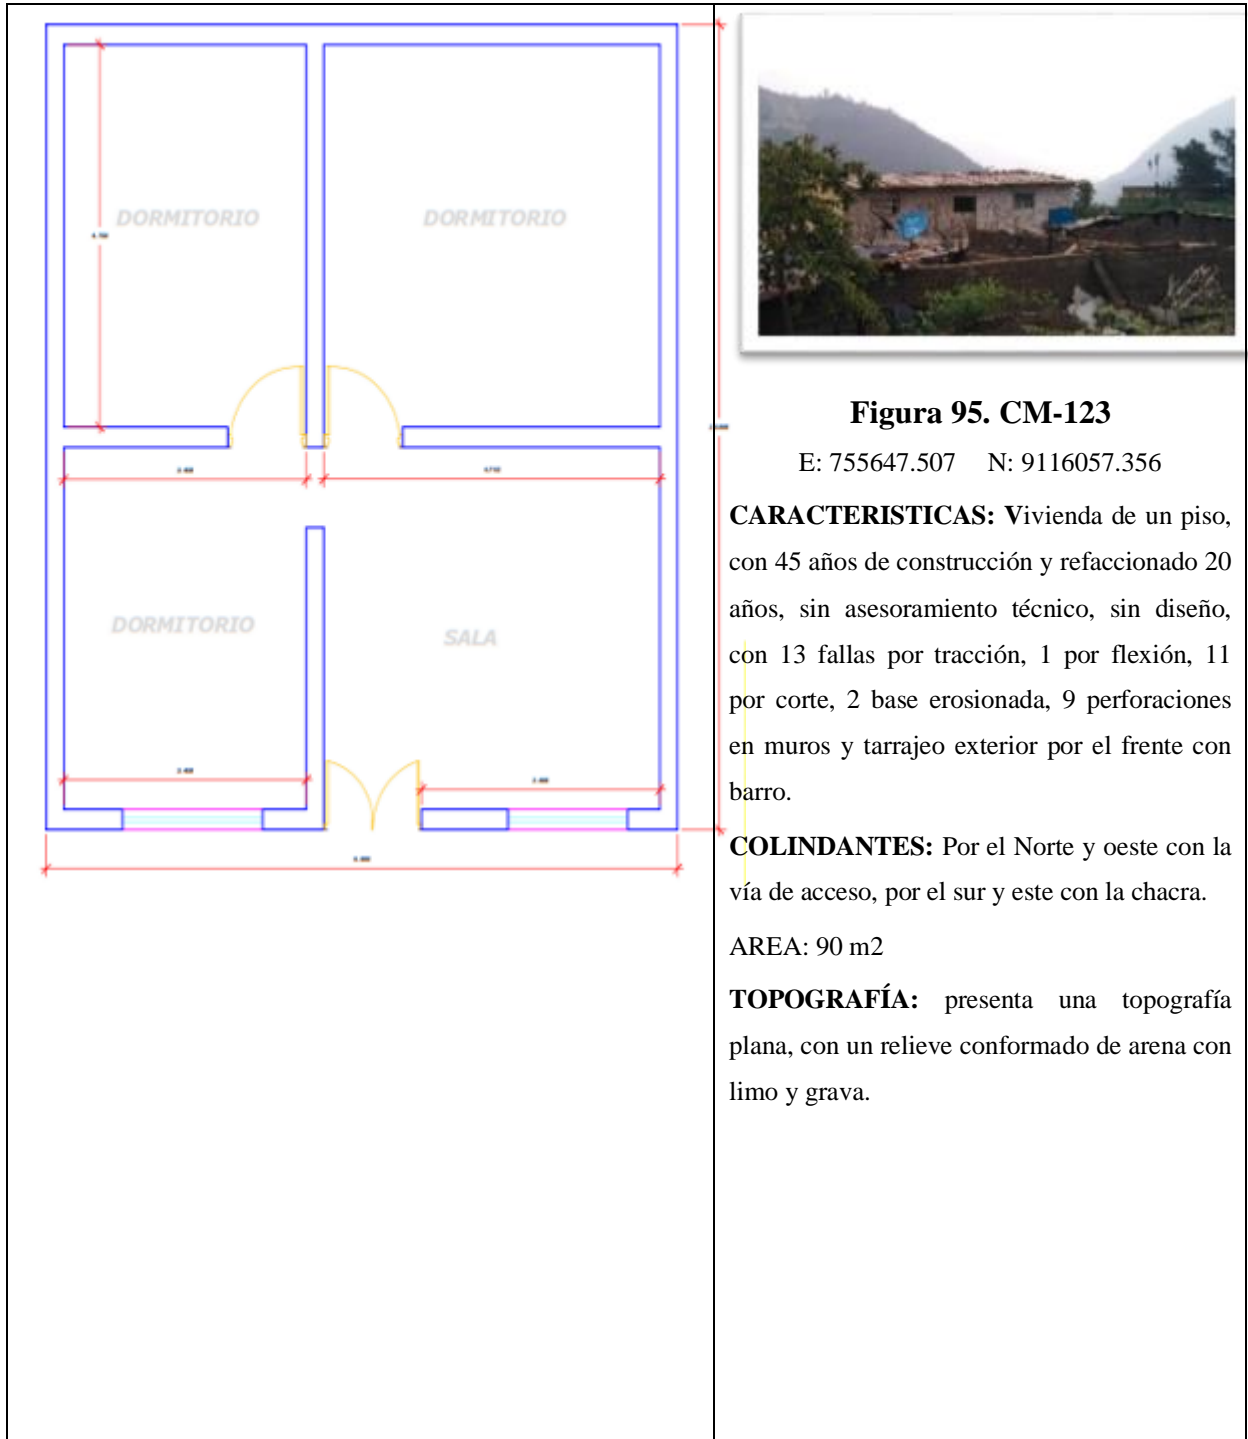 DORMITORIO
DORMITORIO
DORMITORIO
SALA
Figura 95. CM-123
E: 755647.507 N: 9116057.356
CARACTERISTICAS: Vivienda de un piso,
con 45 años de construcción y refaccionado 20
años, sin asesoramiento técnico, sin diseño,
con 13 fallas por tracción, 1 por flexión, 11
por corte, 2 base erosionada, 9 perforaciones
en muros y tarrajeo exterior por el frente con
barro.
COLINDANTES: Por el Norte y oeste con la
vía de acceso, por el sur y este con la chacra.
AREA: 90 m2
TOPOGRAFÍA: presenta una topografía
plana, con un relieve conformado de arena con
limo y grava.